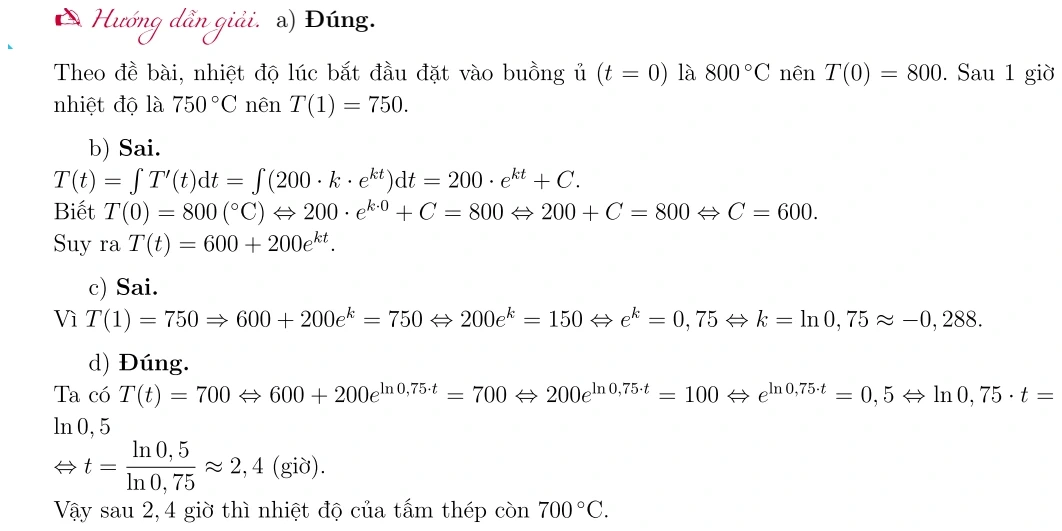 Hướng dẫn giải. a) Đúng.
Theo đề bài, nhiệt độ lúc bắt đầu đặt vào buồng ủ (t = 0) là 800 °C nên T(0) = 800. Sau 1 giờ
nhiệt độ là 750 °C nên T(1) = 750.
b) Sai.
T(t) = ∫ T′(t)dt = ∫(200 · k · e^{kt})dt = 200 · e^{kt} + C.
Biết T(0) = 800 (°C) ⇔ 200 · e^{k·0} + C = 800 ⇔ 200 + C = 800 ⇔ C = 600.
Suy ra T(t) = 600 + 200e^{kt}.
c) Sai.
Vì T(1) = 750 ⇒ 600 + 200e^{k} = 750 ⇔ 200e^{k} = 150 ⇔ e^{k} = 0, 75 ⇔ k = ln 0, 75 ≈ −0, 288.
d) Đúng.
Ta có T(t) = 700 ⇔ 600 + 200e^{ln 0,75·t} = 700 ⇔ 200e^{ln 0,75·t} = 100 ⇔ e^{ln 0,75·t} = 0, 5 ⇔ ln 0, 75 · t =
ln 0, 5
⇔ t = \frac{ln 0, 5}{ln 0, 75} ≈ 2, 4 (giờ).
Vậy sau 2, 4 giờ thì nhiệt độ của tấm thép còn 700 °C.